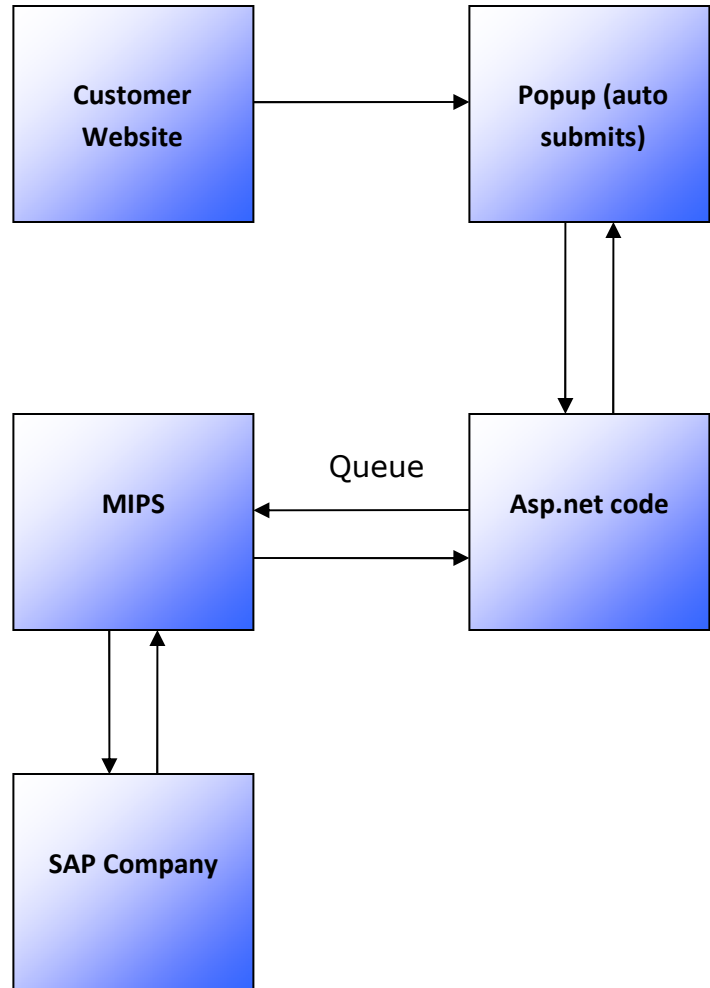 Customer
Website
Popup (auto
submits)
Queue
MIPS
Asp.net code
SAP Company